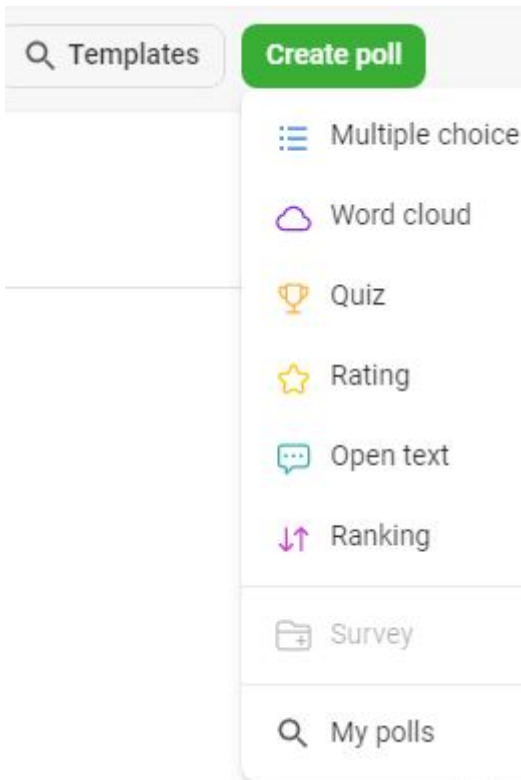 Templates
Create poll
Multiple choice
Word cloud
Quiz
Rating
Open text
Ranking
Survey
My polls